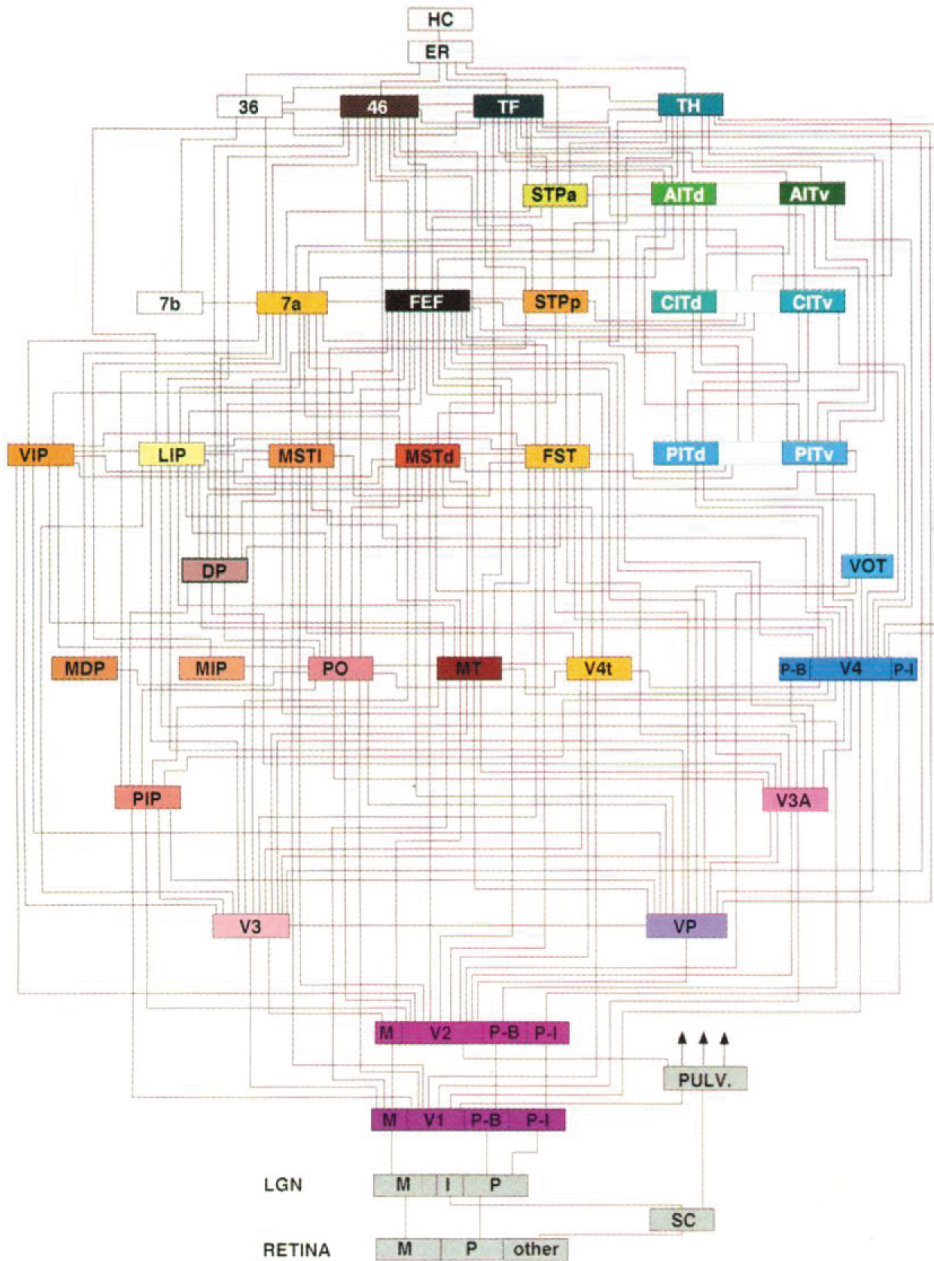 HC
ER
36 46 TF TH
STPa AITd AITv
7b 7a FEF STPp CITd CITv
VIP LIP MSTl MSTd FST PITd PITv
DP VOT
MDP MIP PO MT V4t P-B V4 P-I
PIP V3A
V3 VP
M V2 P-B P-I
PULV.
M V1 P-B P-I
LGN M I P
SC
RETINA M P other